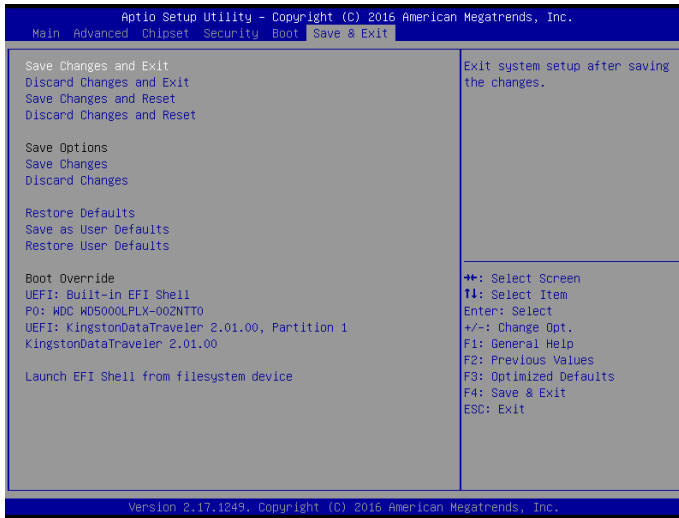 Aptio Setup Utility – Copyright (C) 2016 American Megatrends, Inc.
Main Advanced Chipset Security Boot Save & Exit
Save Changes and Exit
Discard Changes and Exit
Save Changes and Reset
Discard Changes and Reset
Save Options
Save Changes
Discard Changes
Restore Defaults
Save as User Defaults
Restore User Defaults
Boot Override
UEFI: Built-in EFI Shell
P0: WDC WD5000LPLX-00ZNTT0
UEFI: KingstonDataTraveler 2.01.00, Partition 1
KingstonDataTraveler 2.01.00
Launch EFI Shell from filesystem device
Exit system setup after saving
the changes.
→←: Select Screen
↑↓: Select Item
Enter: Select
+/-: Change Opt.
F1: General Help
F2: Previous Values
F3: Optimized Defaults
F4: Save & Exit
ESC: Exit
Version 2.17.1249. Copyright (C) 2016 American Megatrends, Inc.